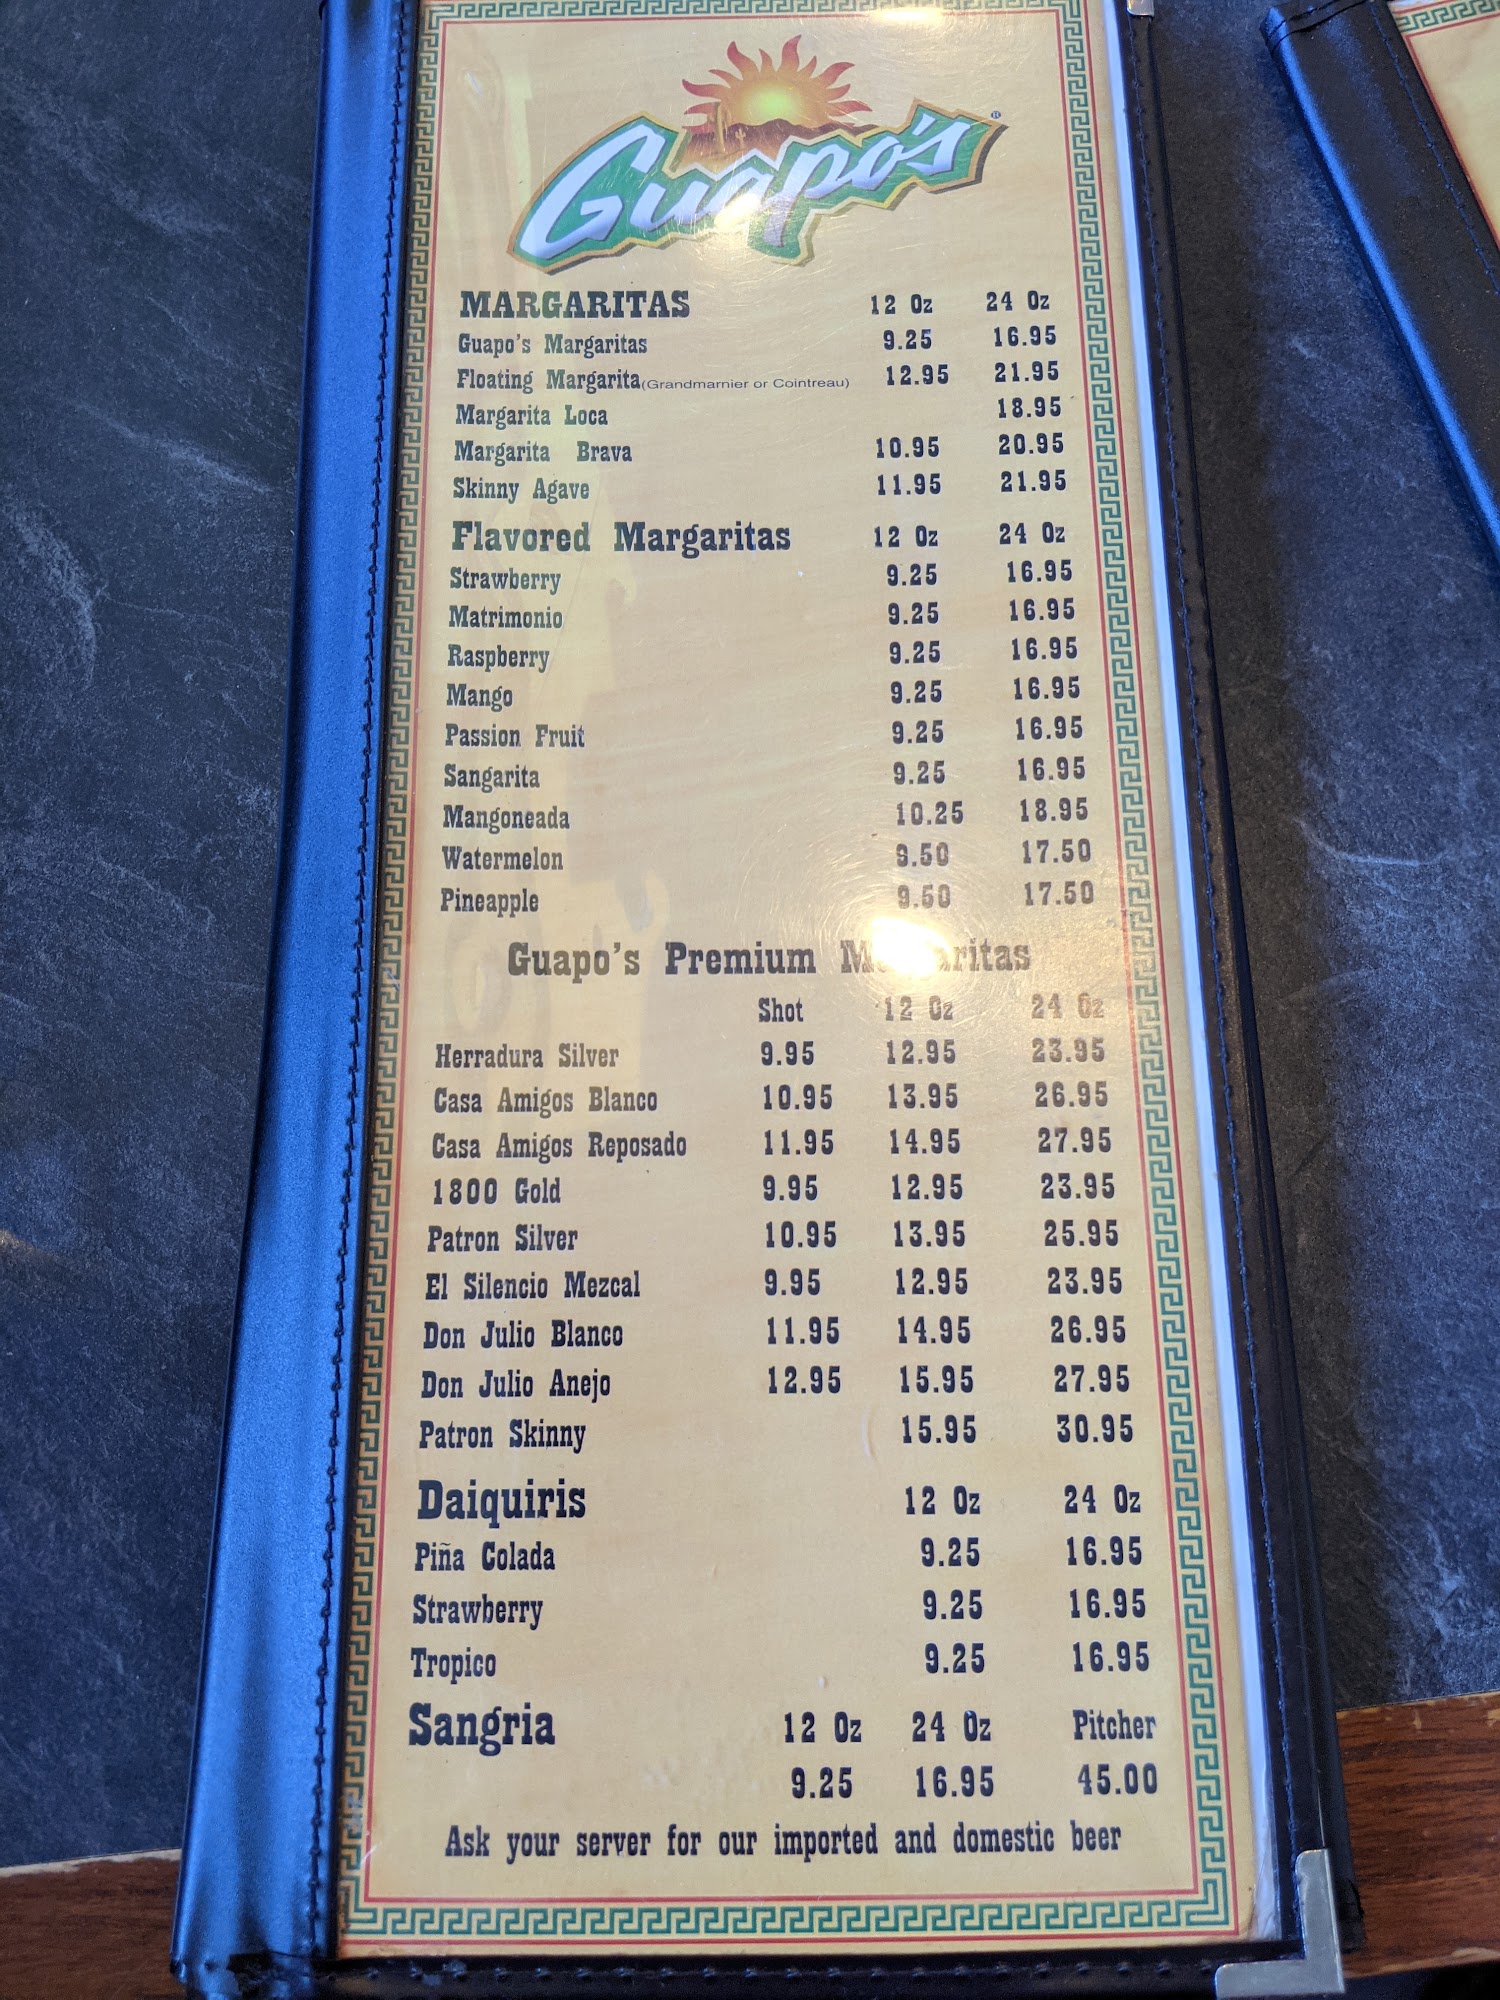 Guapo's ®
MARGARITAS 12 Oz 24 Oz
Guapo's Margaritas 9.25 16.95
Floating Margarita (Grandmarnier or Cointreau) 12.95 21.95
Margarita Loca 18.95
Margarita Brava 10.95 20.95
Skinny Agave 11.95 21.95
Flavored Margaritas 12 Oz 24 Oz
Strawberry 9.25 16.95
Matrimonio 9.25 16.95
Raspberry 9.25 16.95
Mango 9.25 16.95
Passion Fruit 9.25 16.95
Sangarita 9.25 16.95
Mangoneada 10.25 18.95
Watermelon 9.50 17.50
Pineapple 9.50 17.50
Guapo's Premium Margaritas
Shot 12 Oz 24 Oz
Herradura Silver 9.95 12.95 23.95
Casa Amigos Blanco 10.95 13.95 26.95
Casa Amigos Reposado 11.95 14.95 27.95
1800 Gold 9.95 12.95 23.95
Patron Silver 10.95 13.95 25.95
El Silencio Mezcal 9.95 12.95 23.95
Don Julio Blanco 11.95 14.95 26.95
Don Julio Anejo 12.95 15.95 27.95
Patron Skinny 15.95 30.95
Daiquiris 12 Oz 24 Oz
Piña Colada 9.25 16.95
Strawberry 9.25 16.95
Tropico 9.25 16.95
Sangria 12 Oz 24 Oz Pitcher
9.25 16.95 45.00
Ask your server for our imported and domestic beer